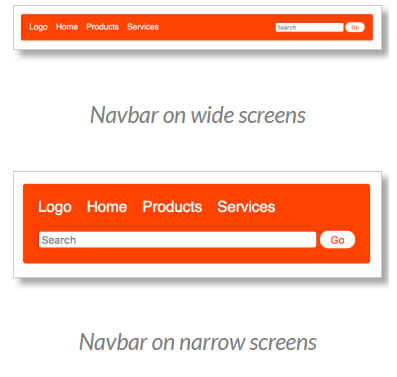 Logo Home Products Services Search Go
Navbar on wide screens
Logo Home Products Services
Search Go
Navbar on narrow screens